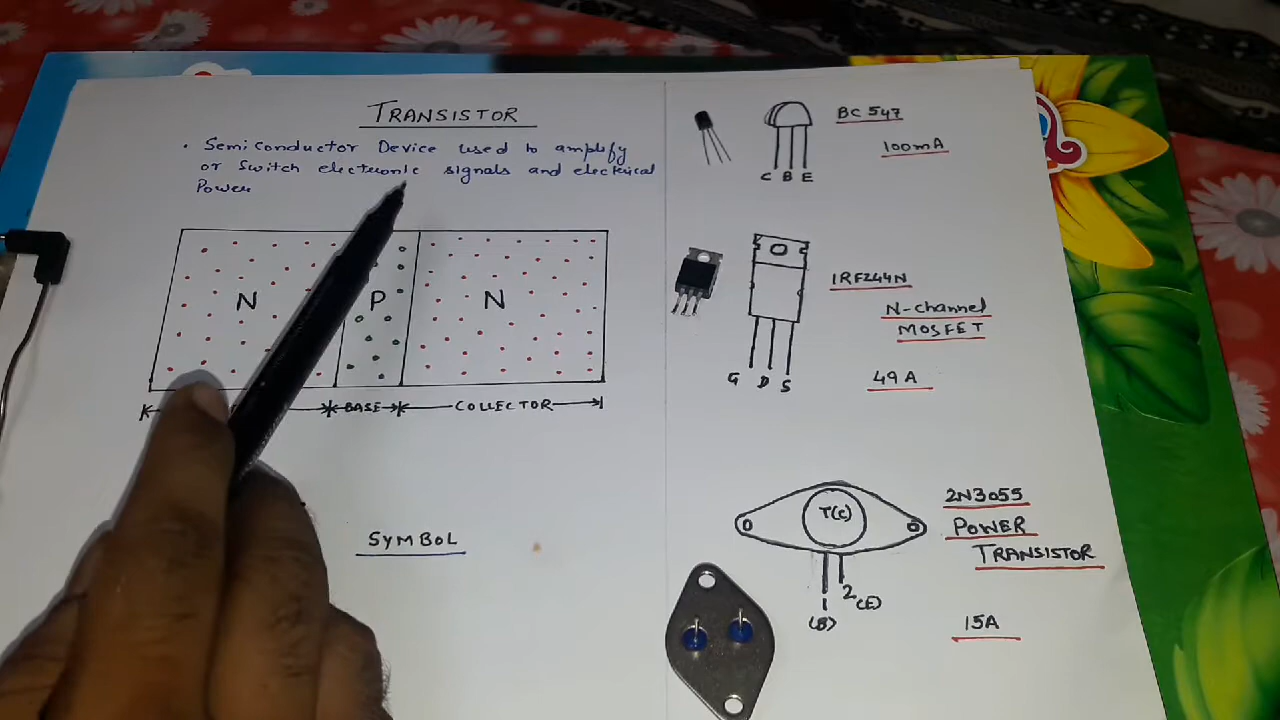 TRANSISTOR
• Semiconductor Device used to amplify
or Switch electronic signals and electrical
Power
N P N
BASE COLLECTOR
SYMBOL
BC 547
100mA
C B E
IRFZ44N
N-channel
MOSFET
49 A
G D S
2N3055
POWER
TRANSISTOR
T(C)
1 2
(B) (E)
15A